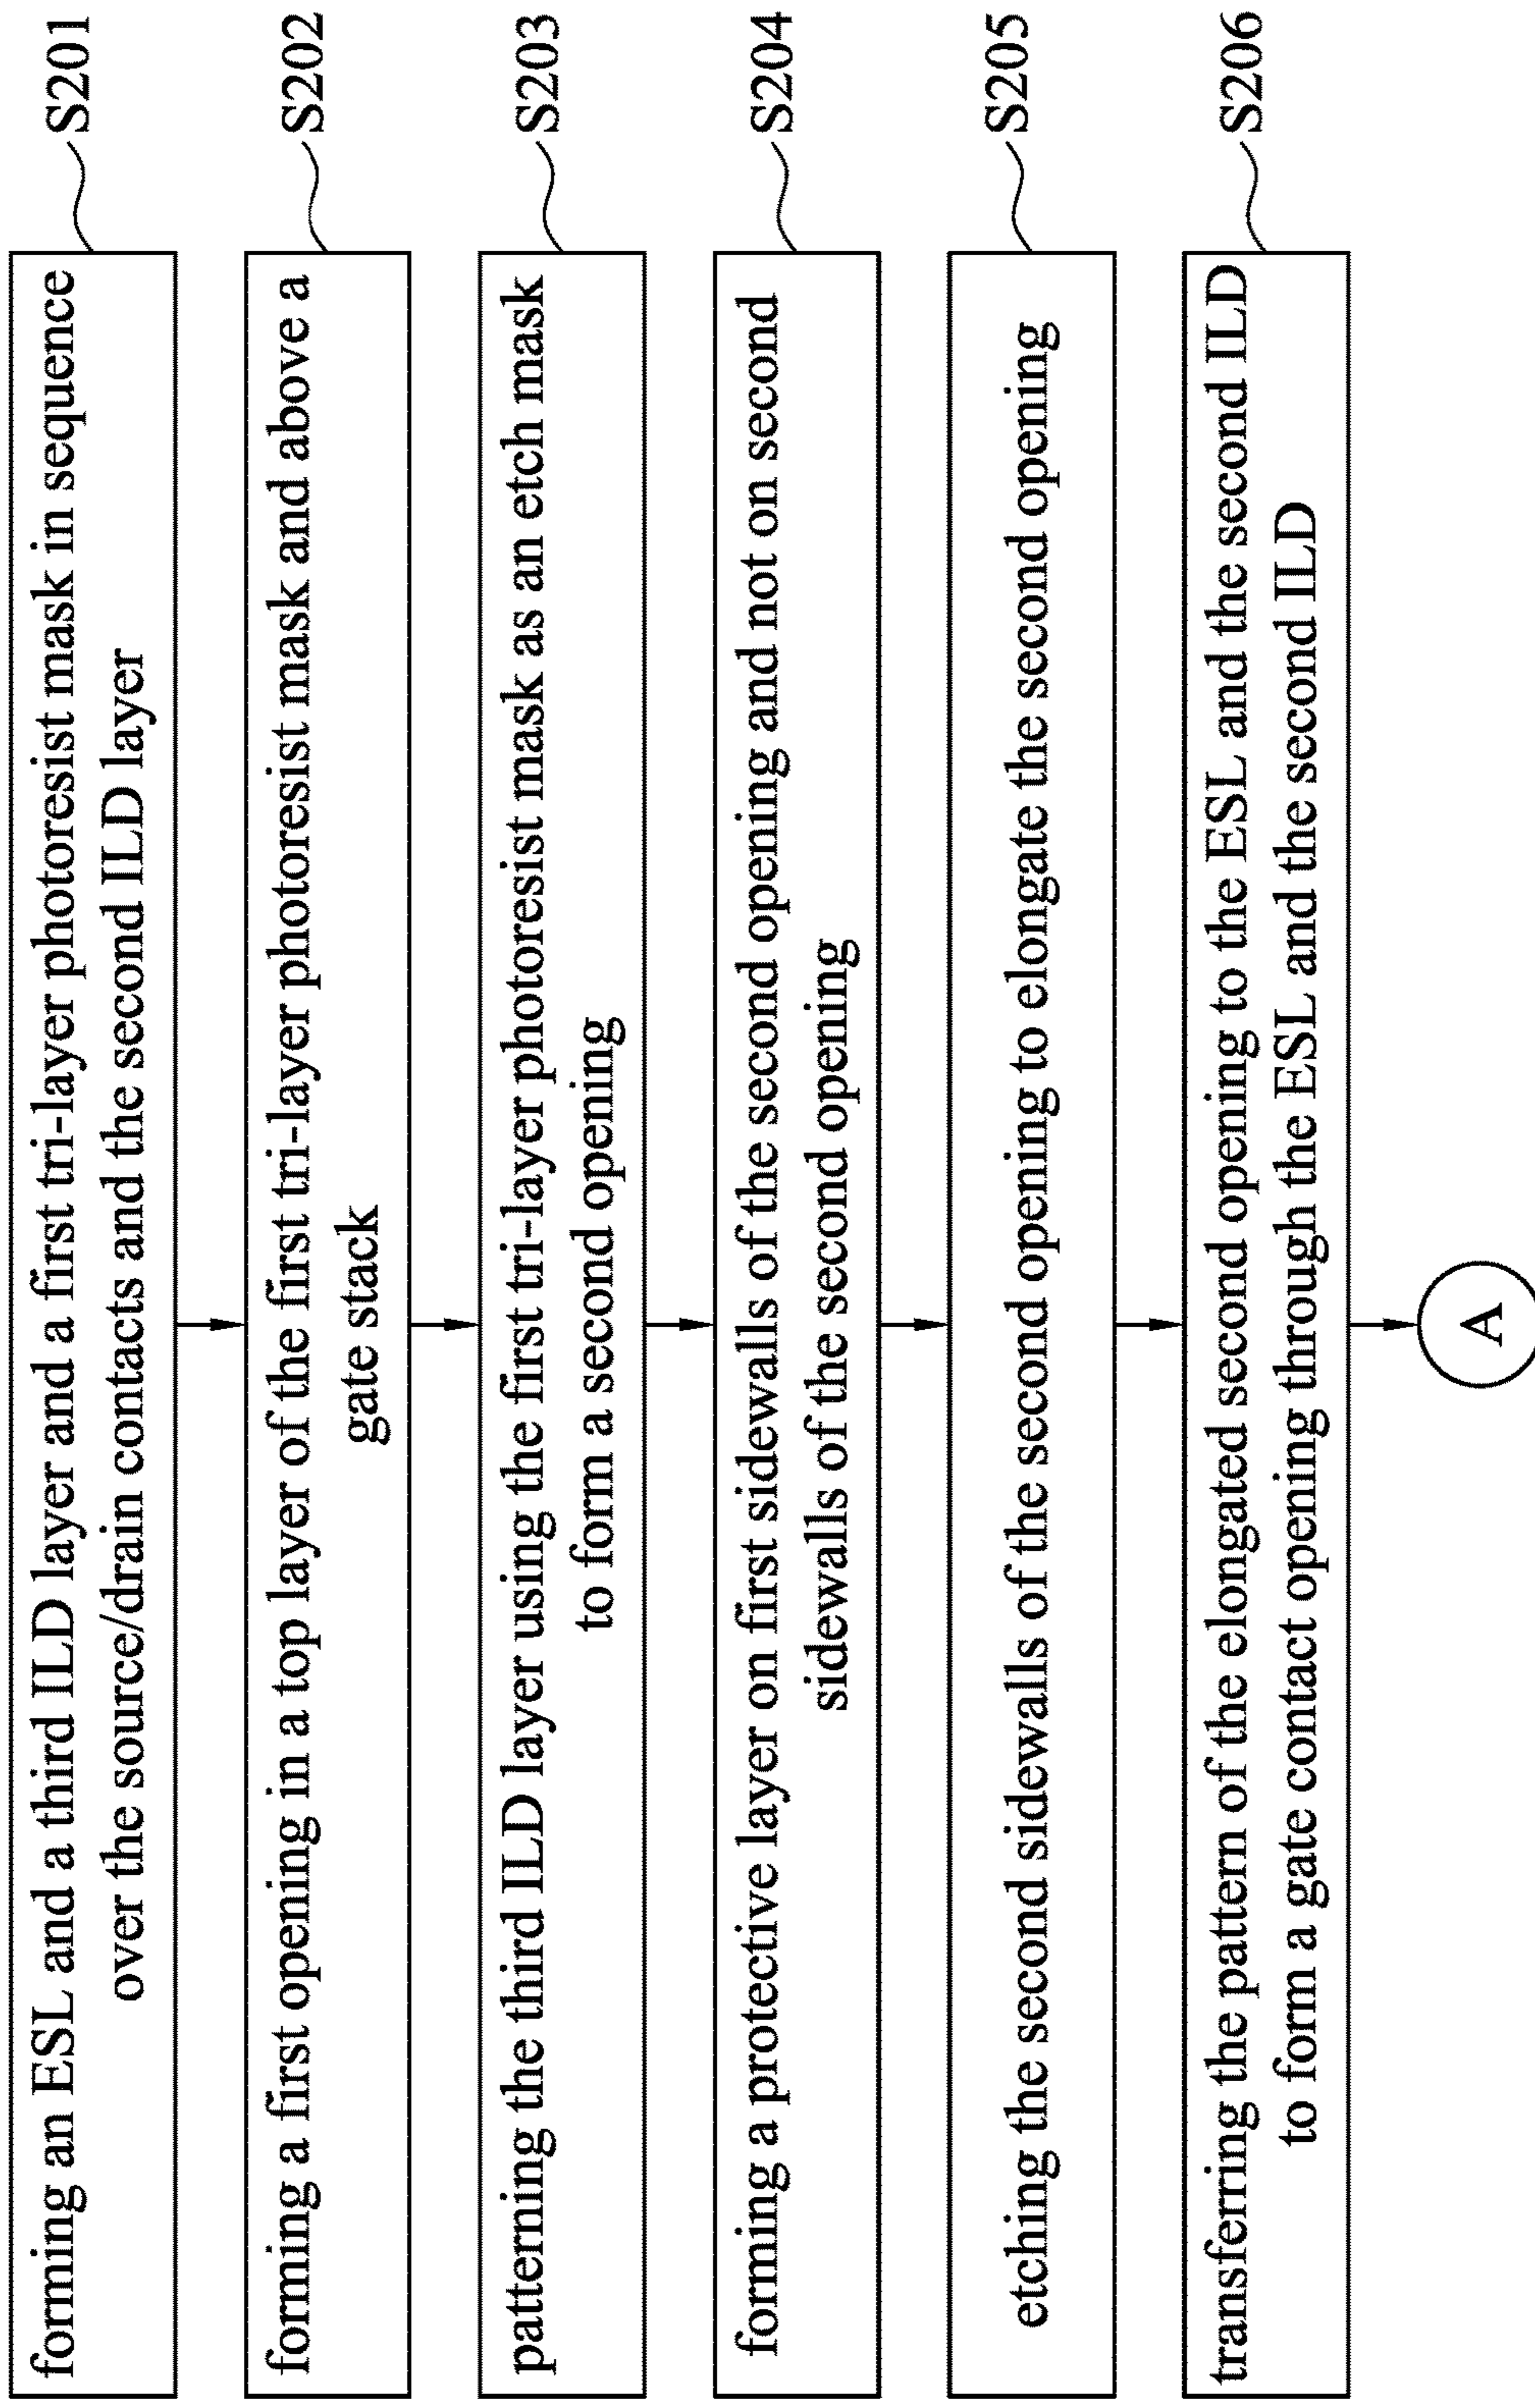 forming an ESL and a third ILD layer and a first tri-layer photoresist mask in sequence
over the source/drain contacts and the second ILD layer
S201
forming a first opening in a top layer of the first tri-layer photoresist mask and above a
gate stack
S202
patterning the third ILD layer using the first tri-layer photoresist mask as an etch mask
to form a second opening
S203
forming a protective layer on first sidewalls of the second opening and not on second
sidewalls of the second opening
S204
etching the second sidewalls of the second opening to elongate the second opening
S205
transferring the pattern of the elongated second opening to the ESL and the second ILD
to form a gate contact opening through the ESL and the second ILD
S206
A